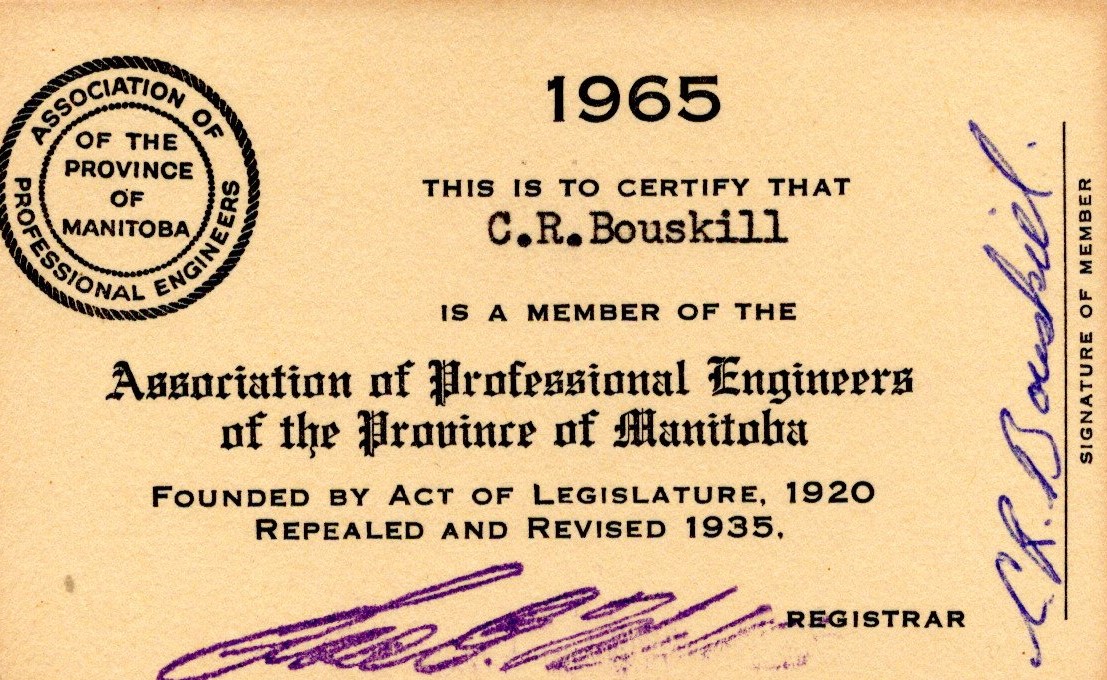 ASSOCIATION OF
PROFESSIONAL ENGINEERS
OF THE
PROVINCE
OF
MANITOBA
1965
THIS IS TO CERTIFY THAT
C.R.Bouskill
IS A MEMBER OF THE
Association of Professional Engineers
of the Province of Manitoba
FOUNDED BY ACT OF LEGISLATURE, 1920
REPEALED AND REVISED 1935.
REGISTRAR
C.R. Bouskill.
SIGNATURE OF MEMBER